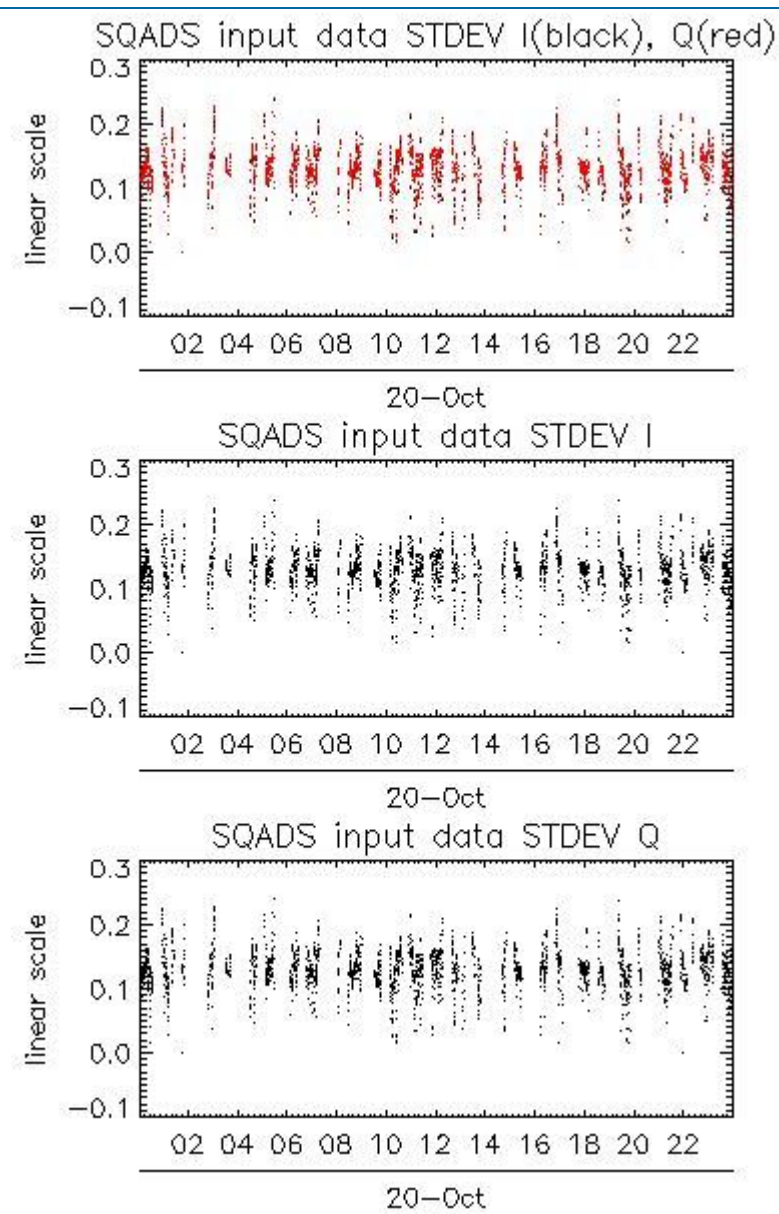 SQADS input data STDEV I(black), Q(red)
0.3
0.2
0.1
0.0
-0.1
linear scale
02 04 06 08 10 12 14 16 18 20 22
20-Oct
SQADS input data STDEV I
0.3
0.2
0.1
0.0
-0.1
linear scale
02 04 06 08 10 12 14 16 18 20 22
20-Oct
SQADS input data STDEV Q
0.3
0.2
0.1
0.0
-0.1
linear scale
02 04 06 08 10 12 14 16 18 20 22
20-Oct